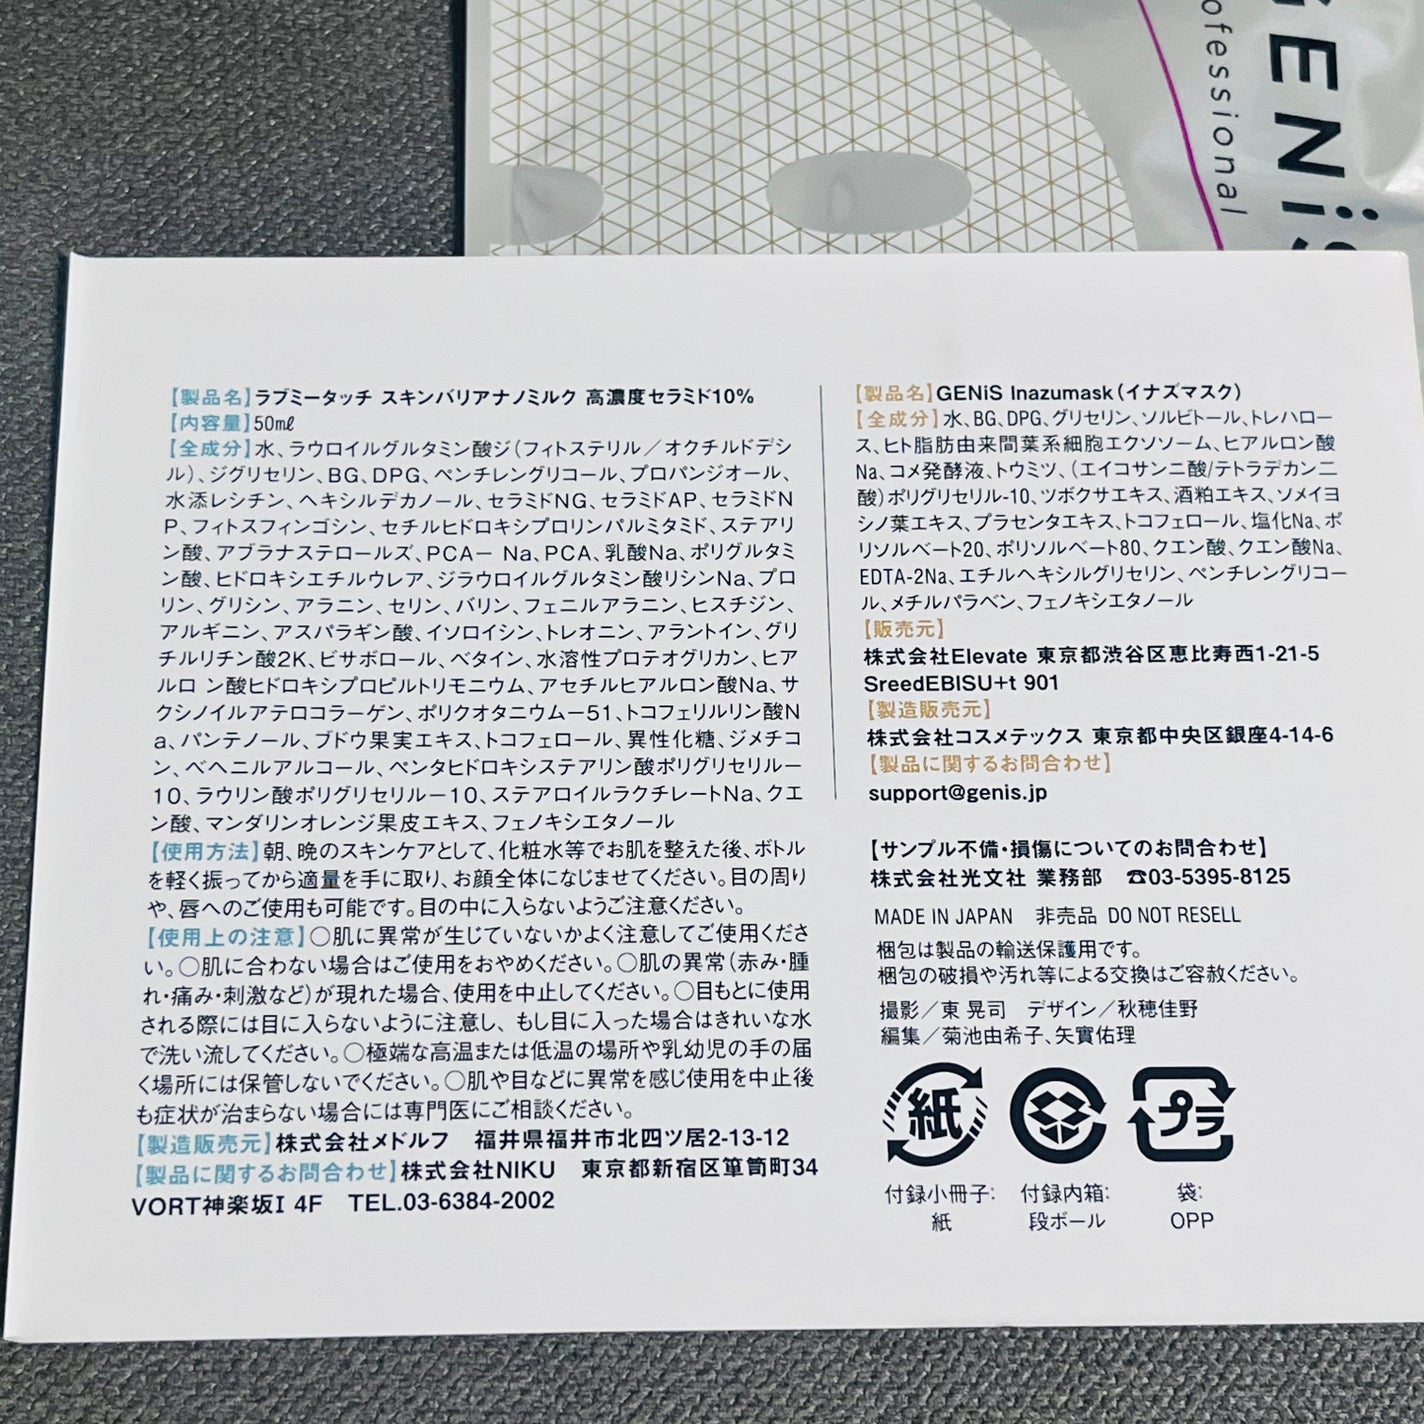 GENiS
ofessional
【製品名】ラブミータッチ スキンバリアナノミルク 高濃度セラミド10%
【内容量】50㎖
【全成分】水、ラウロイルグルタミン酸ジ（フィトステリル／オクチルドデシ
ル）、ジグリセリン、BG、DPG、ペンチレングリコール、プロパンジオール、
水添レシチン、ヘキシルデカノール、セラミドNG、セラミドAP、セラミドN
P、フィトスフィンゴシン、セチルヒドロキシプロリンパルミタミド、ステアリ
ン酸、アブラナステロールズ、PCAー Na、PCA、乳酸Na、ポリグルタミ
ン酸、ヒドロキシエチルウレア、ジラウロイルグルタミン酸リシンNa、プロ
リン、グリシン、アラニン、セリン、バリン、フェニルアラニン、ヒスチジン、
アルギニン、アスパラギン酸、イソロイシン、トレオニン、アラントイン、グリ
チルリチン酸2K、ビサボロール、ベタイン、水溶性プロテオグリカン、ヒア
ルロ ン酸ヒドロキシプロピルトリモニウム、アセチルヒアルロン酸Na、サ
クシノイルアテロコラーゲン、ポリクオタニウムー51、トコフェリルリン酸N
a、パンテノール、ブドウ果実エキス、トコフェロール、異性化糖、ジメチコ
ン、ベヘニルアルコール、ペンタヒドロキシステアリン酸ポリグリセリルー
10、ラウリン酸ポリグリセリルー10、ステアロイルラクチレートNa、クエ
ン酸、マンダリンオレンジ果皮エキス、フェノキシエタノール
【使用方法】朝、晩のスキンケアとして、化粧水等でお肌を整えた後、ボトル
を軽く振ってから適量を手に取り、お顔全体になじませてください。目の周り
や、唇へのご使用も可能です。目の中に入らないようご注意ください。
【使用上の注意】○肌に異常が生じていないかよく注意してご使用くださ
い。○肌に合わない場合はご使用をおやめください。○肌の異常（赤み・腫
れ・痛み・刺激など）が現れた場合、使用を中止してください。○目もとに使用
される際には目に入らないように注意し、もし目に入った場合はきれいな水
で洗い流してください。○極端な高温または低温の場所や乳幼児の手の届
く場所には保管しないでください。○肌や目などに異常を感じ使用を中止後
も症状が治まらない場合には専門医にご相談ください。
【製造販売元】株式会社メドルフ　福井県福井市北四ツ居2-13-12
【製品に関するお問合わせ】株式会社NIKU　東京都新宿区箪笥町34
VORT神楽坂Ⅰ 4F　TEL.03-6384-2002
【製品名】GENiS Inazumask（イナズマスク）
【全成分】水、BG、DPG、グリセリン、ソルビトール、トレハロー
ス、ヒト脂肪由来間葉系細胞エクソソーム、ヒアルロン酸
Na、コメ発酵液、トウミツ、（エイコサン二酸/テトラデカン二
酸）ポリグリセリル-10、ツボクサエキス、酒粕エキス、ソメイヨ
シノ葉エキス、プラセンタエキス、トコフェロール、塩化Na、ポ
リソルベート20、ポリソルベート80、クエン酸、クエン酸Na、
EDTA-2Na、エチルヘキシルグリセリン、ペンチレングリコー
ル、メチルパラベン、フェノキシエタノール
【販売元】
株式会社Elevate 東京都渋谷区恵比寿西1-21-5
SreedEBISU+t 901
【製造販売元】
株式会社コスメテックス 東京都中央区銀座4-14-6
【製品に関するお問合わせ】
support@genis.jp
【サンプル不備・損傷についてのお問合わせ】
株式会社光文社 業務部　☎03-5395-8125
MADE IN JAPAN　非売品 DO NOT RESELL
梱包は製品の輸送保護用です。
梱包の破損や汚れ等による交換はご容赦ください。
撮影／東 晃司　デザイン／秋穂佳野
編集／菊池由希子、矢實佑理
紙
プラ
付録小冊子:
紙
付録内箱:
段ボール
袋:
OPP